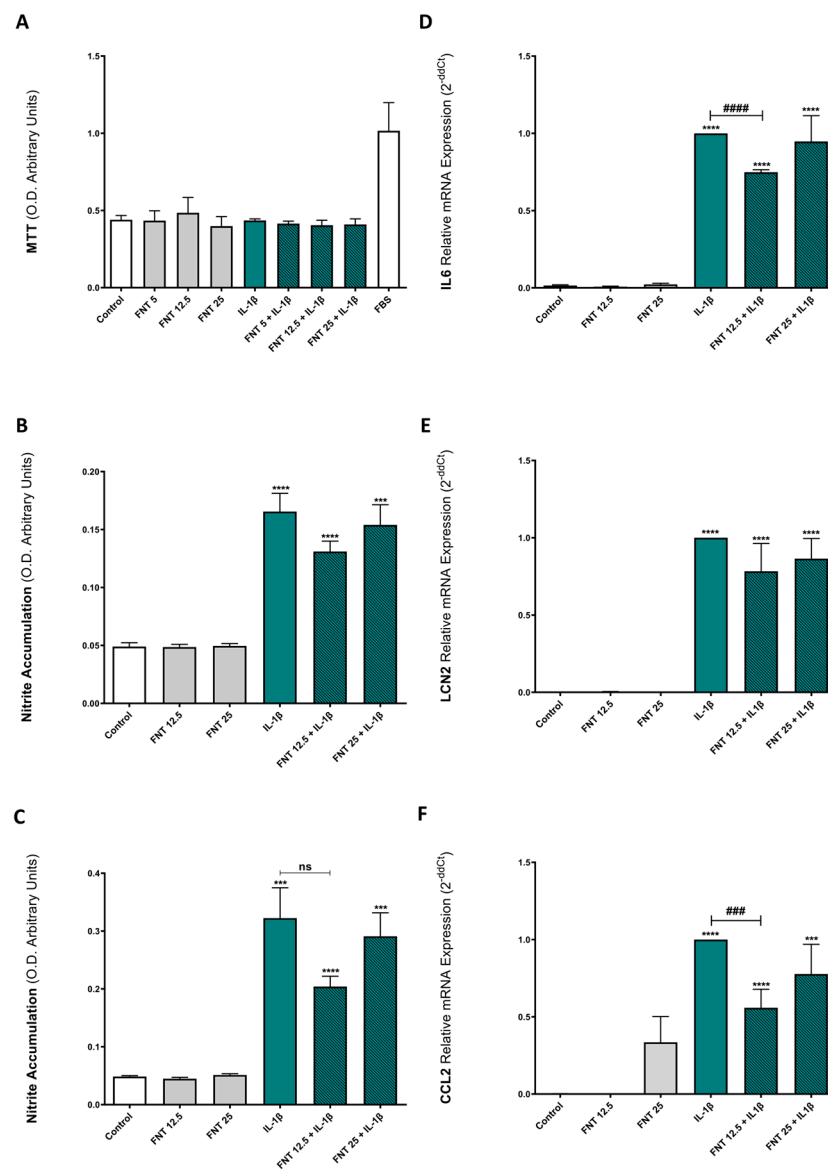 A
MTT (O.D. Arbitrary Units)
1.5
1.0
0.5
0.0
Control
FNT 5
FNT 12.5
FNT 25
IL-1β
FNT 5 + IL-1β
FNT 12.5 + IL-1β
FNT 25 + IL-1β
FBS
D
IL6 Relative mRNA Expression (2-ddCt)
1.5
1.0
0.5
0.0
####
****
****
****
Control
FNT 12.5
FNT 25
IL-1β
FNT 12.5 + IL1β
FNT 25 + IL1β
B
Nitrite Accumulation (O.D. Arbitrary Units)
0.20
0.15
0.10
0.05
0.00
****
****
***
Control
FNT 12.5
FNT 25
IL-1β
FNT 12.5 + IL-1β
FNT 25 + IL-1β
E
LCN2 Relative mRNA Expression (2-ddCt)
1.5
1.0
0.5
0.0
****
****
****
Control
FNT 12.5
FNT 25
IL-1β
FNT 12.5 + IL1β
FNT 25 + IL1β
C
Nitrite Accumulation (O.D. Arbitrary Units)
0.4
0.3
0.2
0.1
0.0
ns
***
****
***
Control
FNT 12.5
FNT 25
IL-1β
FNT 12.5 + IL-1β
FNT 25 + IL-1β
F
CCL2 Relative mRNA Expression (2-ddCt)
1.5
1.0
0.5
0.0
###
****
****
***
Control
FNT 12.5
FNT 25
IL-1β
FNT 12.5 + IL1β
FNT 25 + IL1β